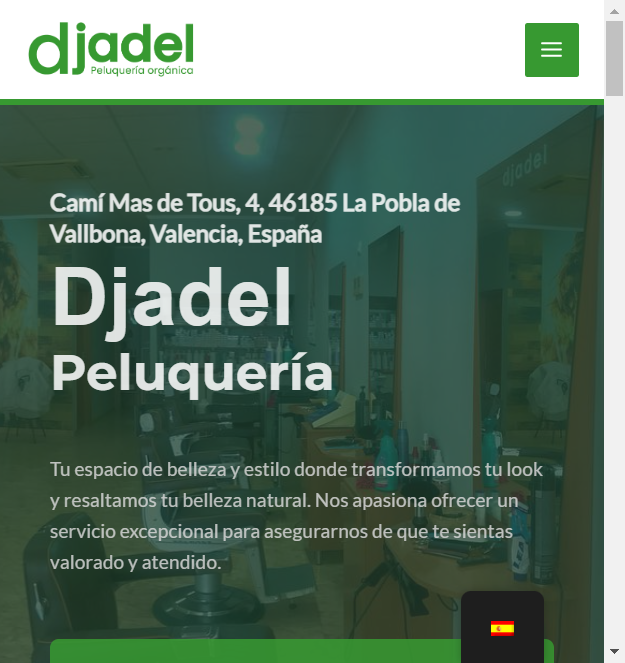 djadel
Peluquería orgánica
djadel
Camí Mas de Tous, 4, 46185 La Pobla de
Vallbona, Valencia, España
Djadel
Peluquería
Tu espacio de belleza y estilo donde transformamos tu look
y resaltamos tu belleza natural. Nos apasiona ofrecer un
servicio excepcional para asegurarnos de que te sientas
valorado y atendido.